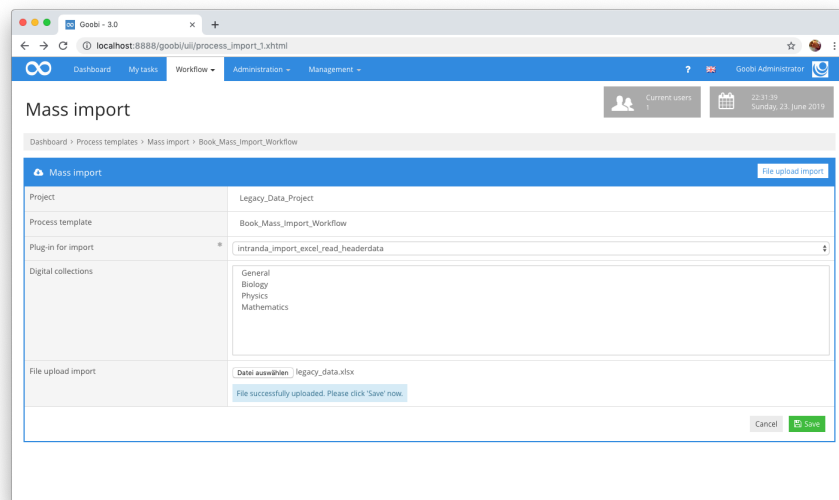 Goobi - 3.0
localhost:8888/goobi/uii/process_import_1.xhtml
Dashboard My tasks Workflow Administration Management ? Goobi Administrator
Mass import
Current users
1
22:31:39
Sunday, 23. June 2019
Dashboard › Process templates › Mass import › Book_Mass_Import_Workflow
Mass import File upload import
Project Legacy_Data_Project
Process template Book_Mass_Import_Workflow
Plug-in for import * intranda_import_excel_read_headerdata
Digital collections General
Biology
Physics
Mathematics
File upload import Datei auswählen legacy_data.xlsx
File successfully uploaded. Please click 'Save' now.
Cancel Save